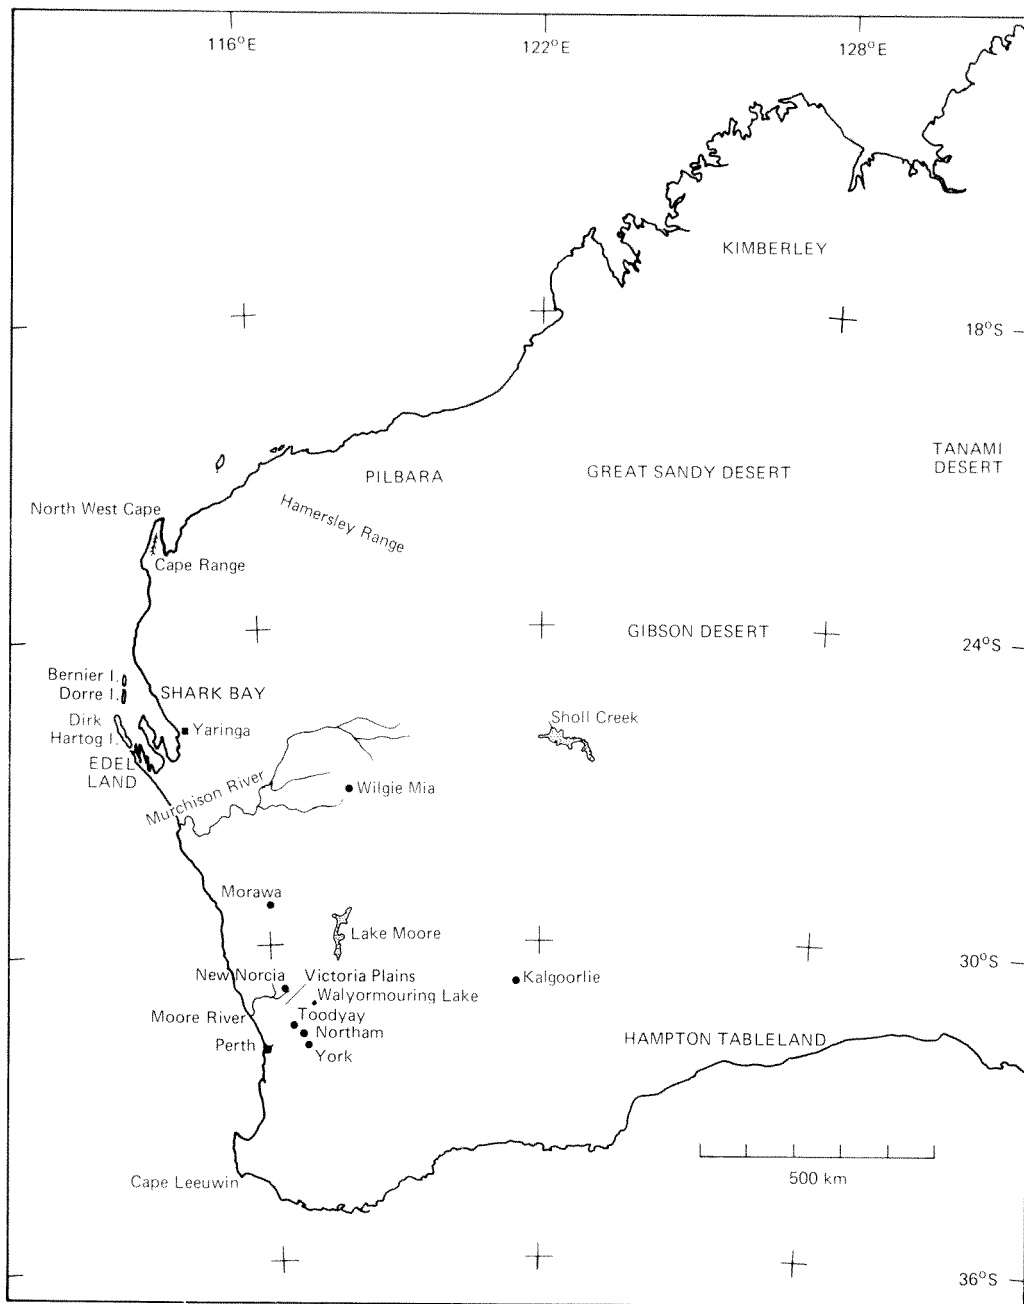 116°E
122°E
128°E
KIMBERLEY
18°S
TANAMI
DESERT
PILBARA
GREAT SANDY DESERT
North West Cape
Hamersley Range
Cape Range
GIBSON DESERT
24°S
Bernier I.
Dorre I.
SHARK BAY
Dirk
Hartog I.
Yaringa
Sholl Creek
EDEL
LAND
Murchison River
Wilgie Mia
Morawa
Lake Moore
30°S
New Norcia
Victoria Plains
Kalgoorlie
Walyormouring Lake
Moore River
Toodyay
Northam
Perth
York
HAMPTON TABLELAND
500 km
Cape Leeuwin
36°S